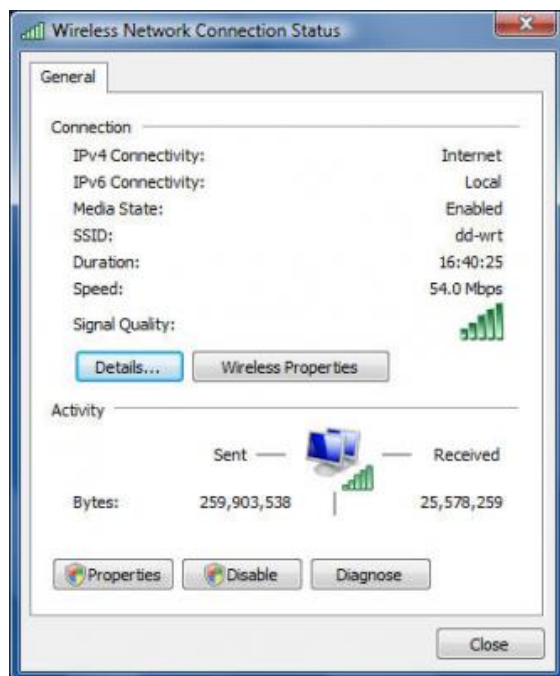 Wireless Network Connection Status
General
Connection
IPv4 Connectivity: Internet
IPv6 Connectivity: Local
Media State: Enabled
SSID: dd-wrt
Duration: 16:40:25
Speed: 54.0 Mbps
Signal Quality:
Details... Wireless Properties
Activity
Sent Received
Bytes: 259,903,538 25,578,259
Properties Disable Diagnose
Close